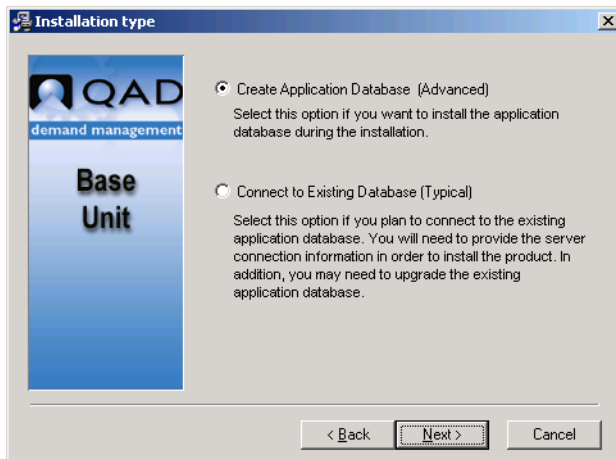 Installation type
QAD
demand management
Base
Unit
Create Application Database (Advanced)
Select this option if you want to install the application
database during the installation.
Connect to Existing Database (Typical)
Select this option if you plan to connect to the existing
application database. You will need to provide the server
connection information in order to install the product. In
addition, you may need to upgrade the existing
application database.
< Back
Next >
Cancel